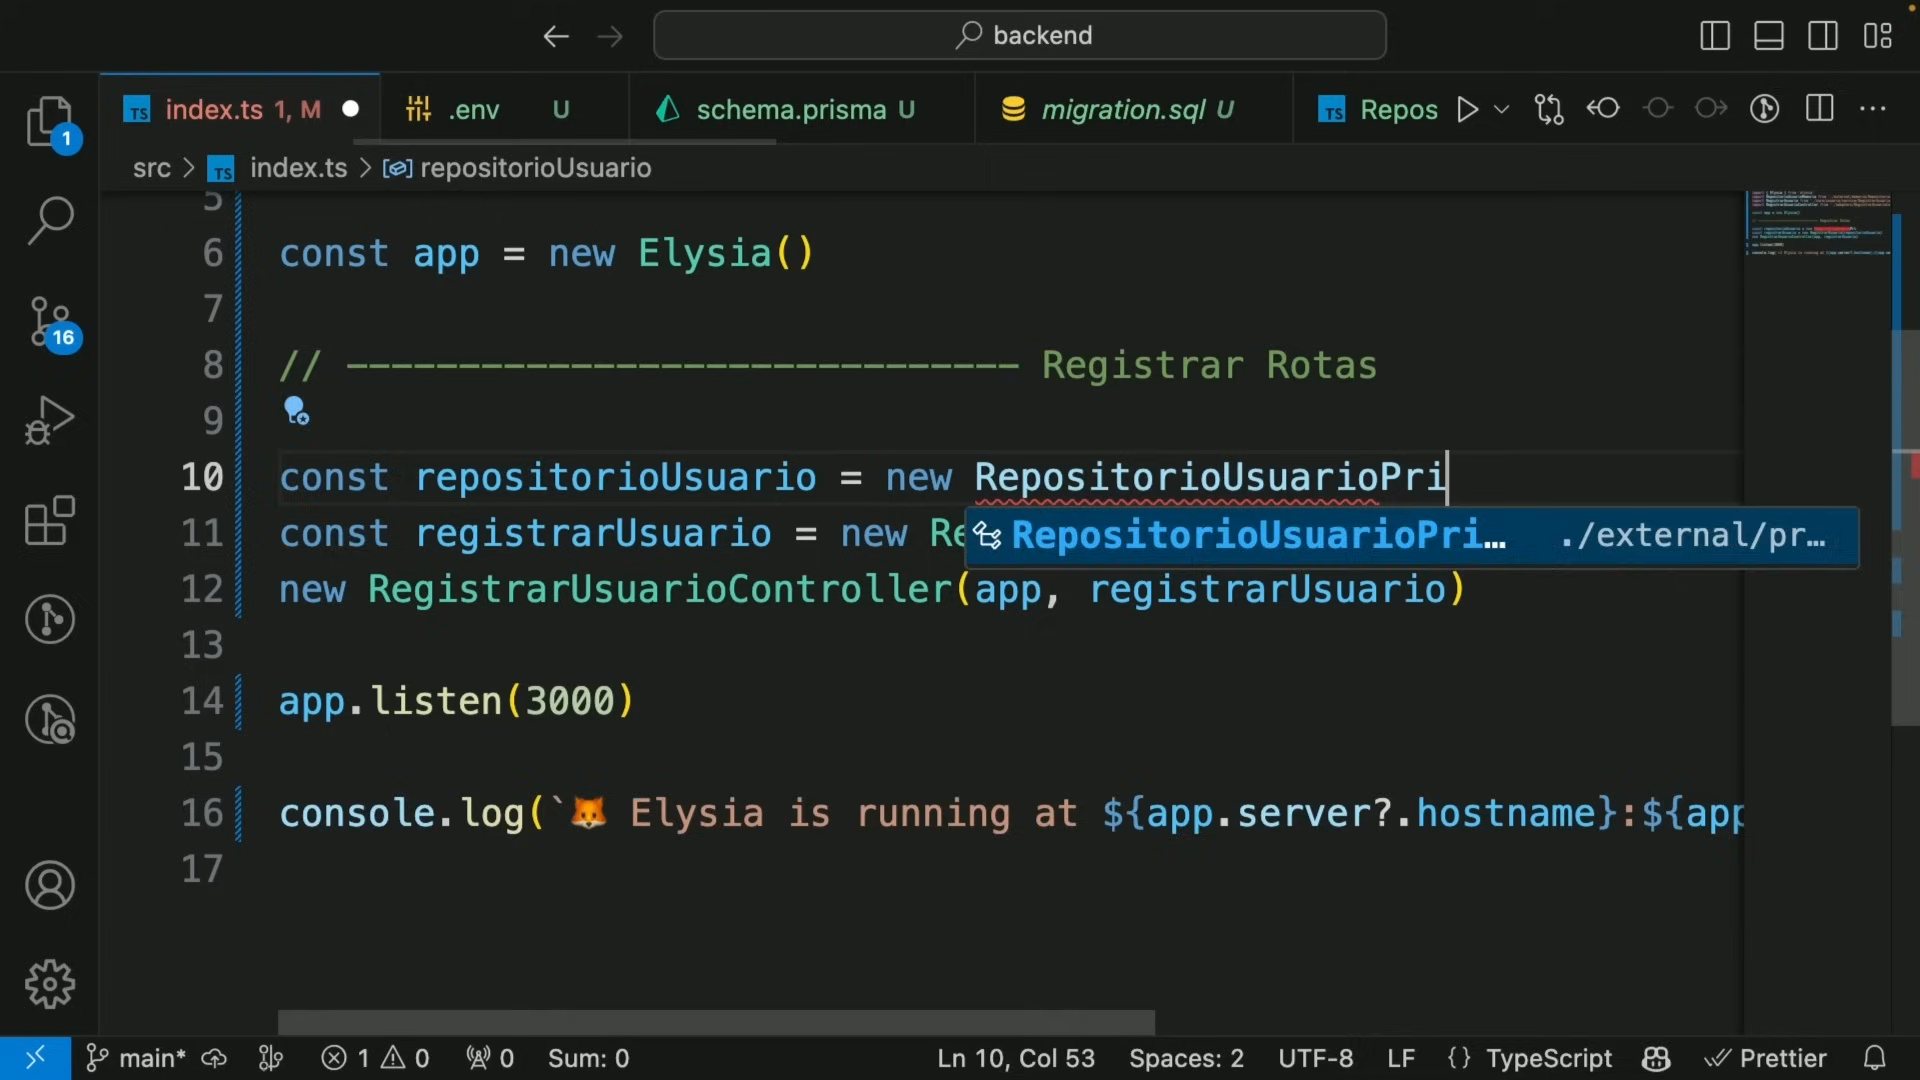 backend
TS index.ts 1, M
.env U
schema.prisma U
migration.sql U
TS Repos
src > TS index.ts > repositorioUsuario
1
16
5
6 const app = new Elysia()
7
8 // ------------------------------ Registrar Rotas
9
10 const repositorioUsuario = new RepositorioUsuarioPri
RepositorioUsuarioPri… ./external/pr…
11 const registrarUsuario = new Re
12 new RegistrarUsuarioController(app, registrarUsuario)
13
14 app.listen(3000)
15
16 console.log(`🦊 Elysia is running at ${app.server?.hostname}:${app
17
main* 1 0 0 Sum: 0 Ln 10, Col 53 Spaces: 2 UTF-8 LF {} TypeScript Prettier